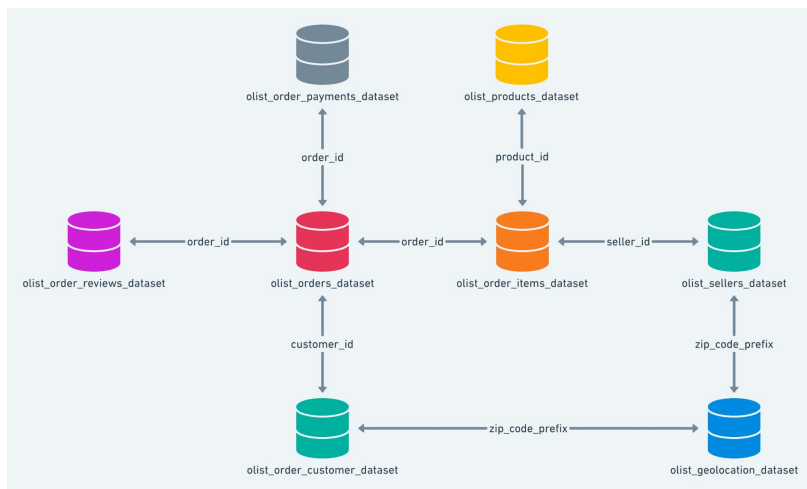 olist_order_payments_dataset
olist_products_dataset
order_id
product_id
order_id
order_id
seller_id
olist_order_reviews_dataset
olist_orders_dataset
olist_order_items_dataset
olist_sellers_dataset
customer_id
zip_code_prefix
zip_code_prefix
olist_order_customer_dataset
olist_geolocation_dataset